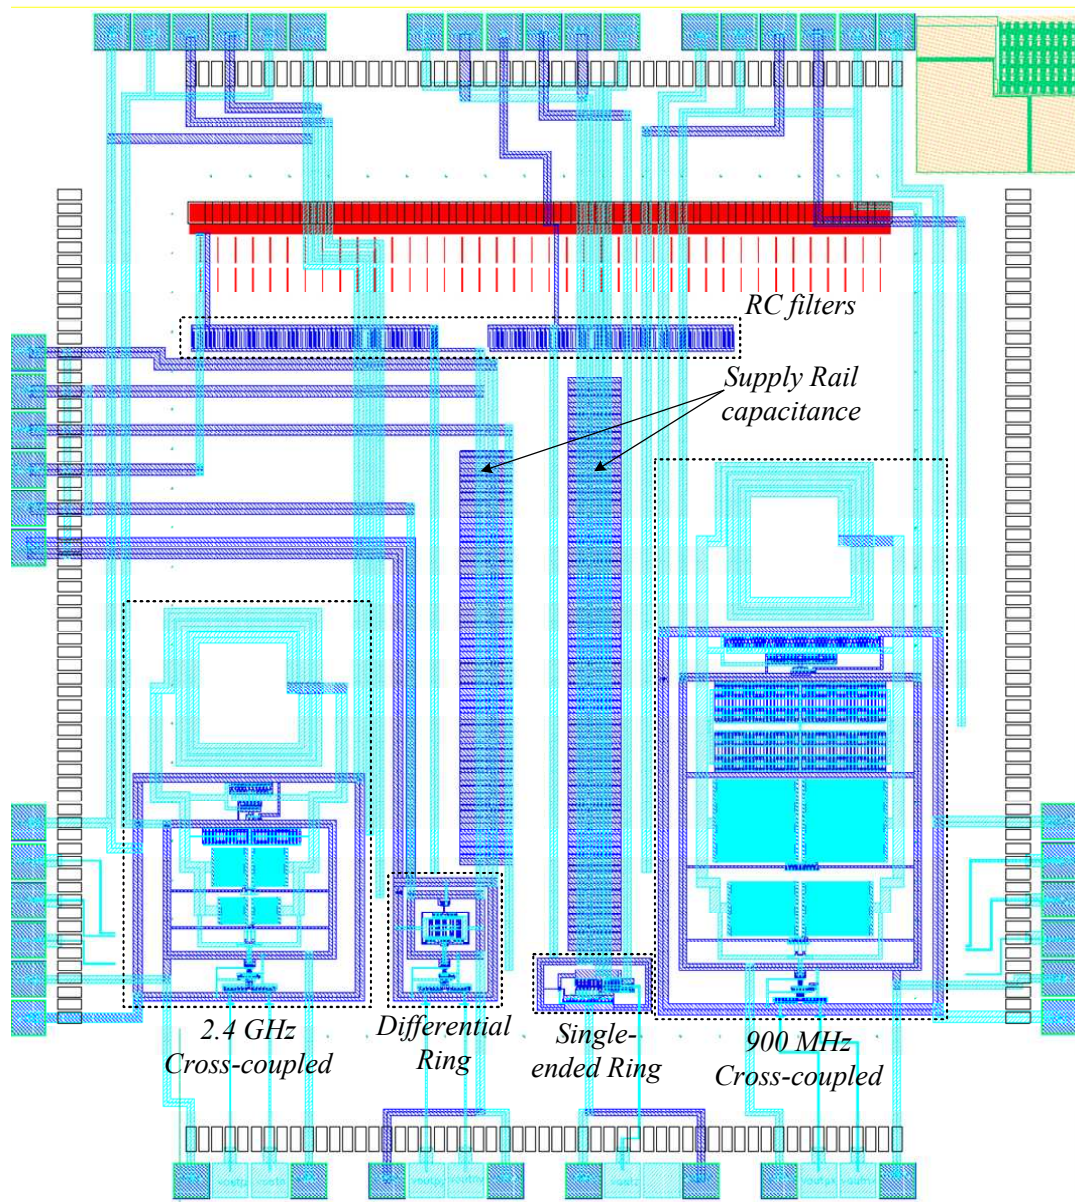 RC filters
Supply Rail
capacitance
2.4 GHz
Cross-coupled
Differential
Ring
Single-
ended Ring
900 MHz
Cross-coupled